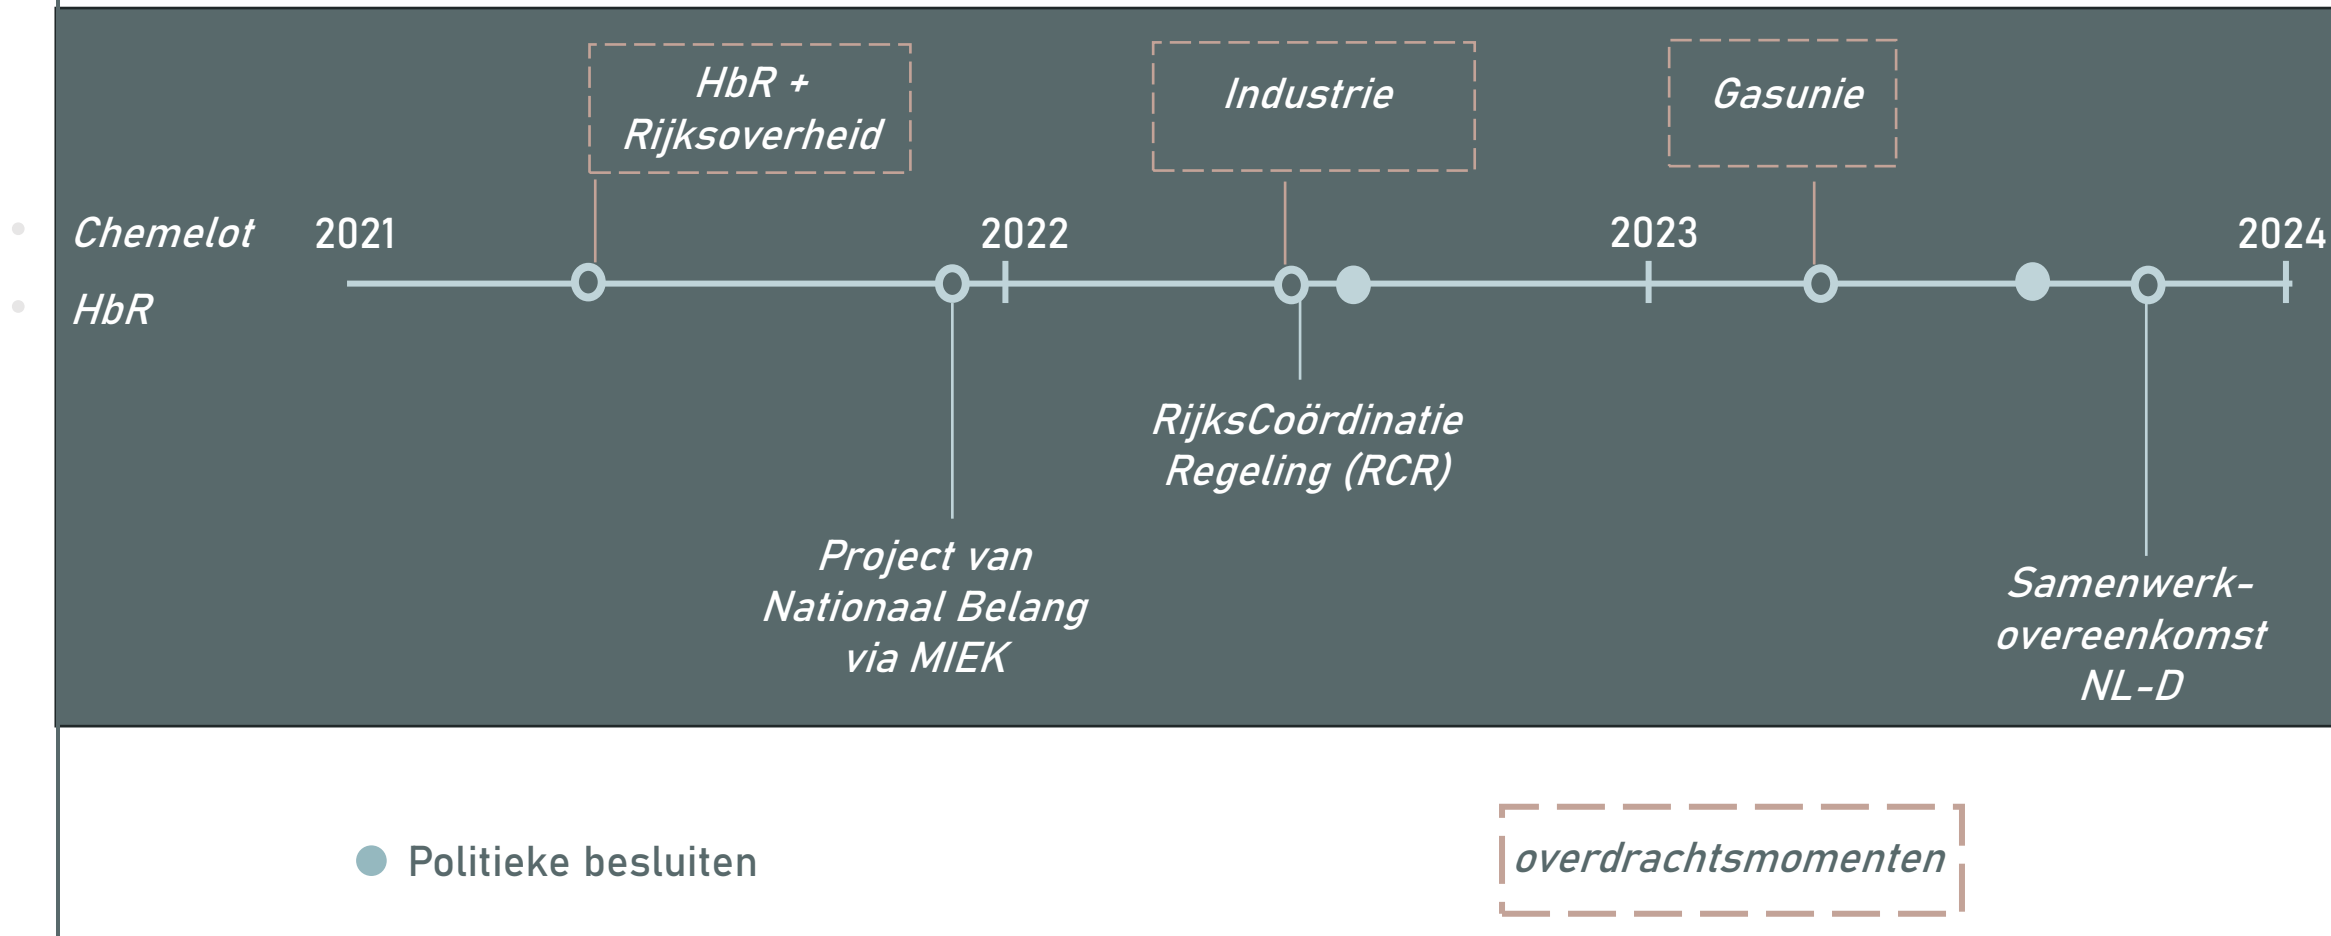 HbR +
Rijksoverheid
Industrie
Gasunie
Chemelot
2021
2022
2023
2024
HbR
RijksCoördinatie
Regeling (RCR)
Project van
Nationaal Belang
via MIEK
Samenwerk-
overeenkomst
NL-D
Politieke besluiten
overdrachtsmomenten